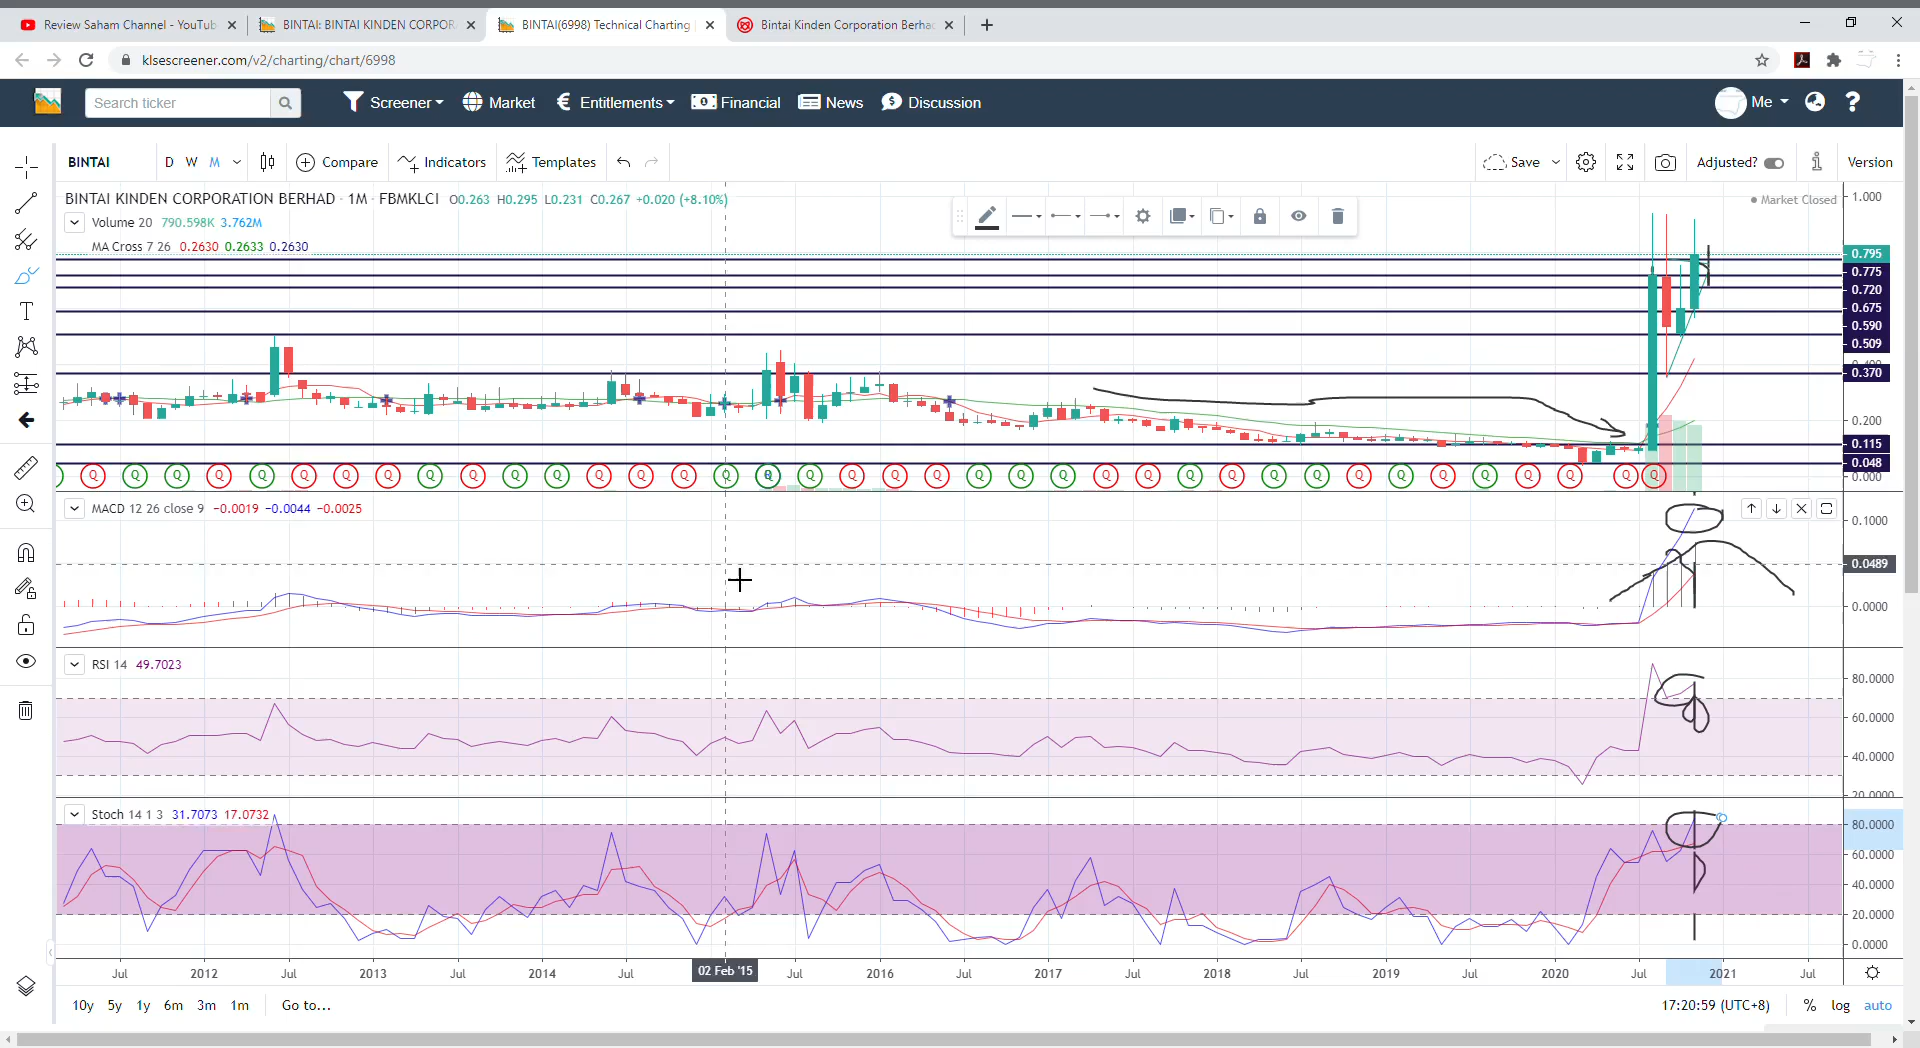 Review Saham Channel - YouTub
BINTAI: BINTAI KINDEN CORPOR
BINTAI(6998) Technical Charting
Bintai Kinden Corporation Berhad
klsescreener.com/v2/charting/chart/6998
Search ticker
Screener
Market
Entitlements
Financial
News
Discussion
Me
BINTAI D W M Compare Indicators Templates
Save Adjusted? Version
BINTAI KINDEN CORPORATION BERHAD · 1M · FBMKLCI O0.263 H0.295 L0.231 C0.267 +0.020 (+8.10%)
Market Closed
Volume 20 790.598K 3.762M
MA Cross 7 26 0.2630 0.2633 0.2630
1.000
0.795
0.775
0.720
0.675
0.590
0.509
0.370
0.200
0.115
0.048
0.000
Q Q Q Q Q Q Q Q Q Q Q Q Q Q Q Q Q Q Q Q Q Q Q Q Q Q Q Q Q Q Q Q Q Q Q Q Q
MACD 12 26 close 9 −0.0019 −0.0044 −0.0025
0.1000
0.0489
0.0000
RSI 14 49.7023
80.0000
60.0000
40.0000
20.0000
Stoch 14 1 3 31.7073 17.0732
80.0000
60.0000
40.0000
20.0000
0.0000
Jul 2012 Jul 2013 Jul 2014 Jul 02 Feb '15 Jul 2016 Jul 2017 Jul 2018 Jul 2019 Jul 2020 Jul 2021 Jul
10y 5y 1y 6m 3m 1m Go to...
17:20:59 (UTC+8) % log auto